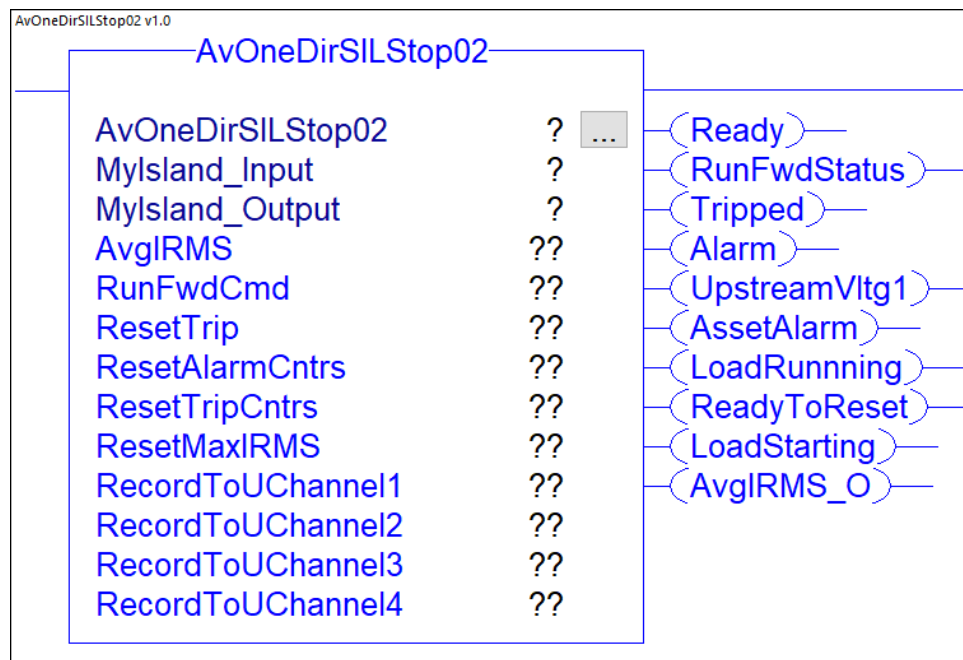 AvOneDirSILStop02 v1.0
AvOneDirSILStop02
AvOneDirSILStop02 ? ... Ready
MyIsland_Input ? RunFwdStatus
MyIsland_Output ? Tripped
AvgIRMS ?? Alarm
RunFwdCmd ?? UpstreamVltg1
ResetTrip ?? AssetAlarm
ResetAlarmCntrs ?? LoadRunnning
ResetTripCntrs ?? ReadyToReset
ResetMaxIRMS ?? LoadStarting
RecordToUChannel1 ?? AvgIRMS_O
RecordToUChannel2 ??
RecordToUChannel3 ??
RecordToUChannel4 ??